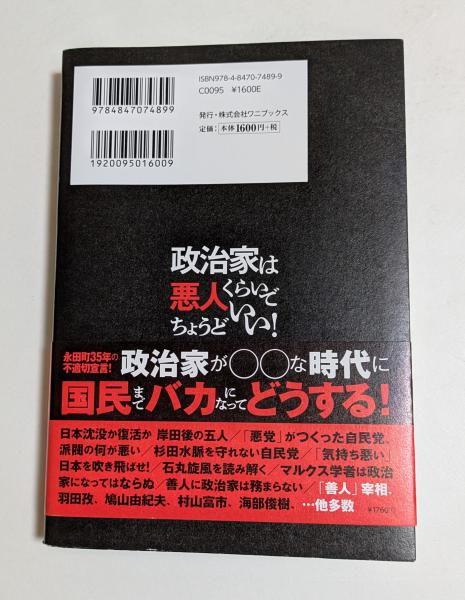 ISBN978-4-8470-7489-9
C0095 ¥1600E
発行・株式会社ワニブックス
定価：本体1600円+税
9784847074899
1920095016009
政治家は
悪人くらいで
ちょうどいい！
永田町35年の
不適切宣言！
政治家が〇〇な時代に
国民までバカになってどうする！
日本沈没か復活か 岸田後の五人／「悪党」がつくった自民党、
派閥の何が悪い／杉田水脈を守れない自民党／「気持ち悪い」
日本を吹き飛ばせ！／石丸旋風を読み解く／マルクス学者は政治
家になってはならぬ／善人に政治家は務まらない／「善人」宰相、
羽田孜、鳩山由紀夫、村山富市、海部俊樹、…他多数
¥1760